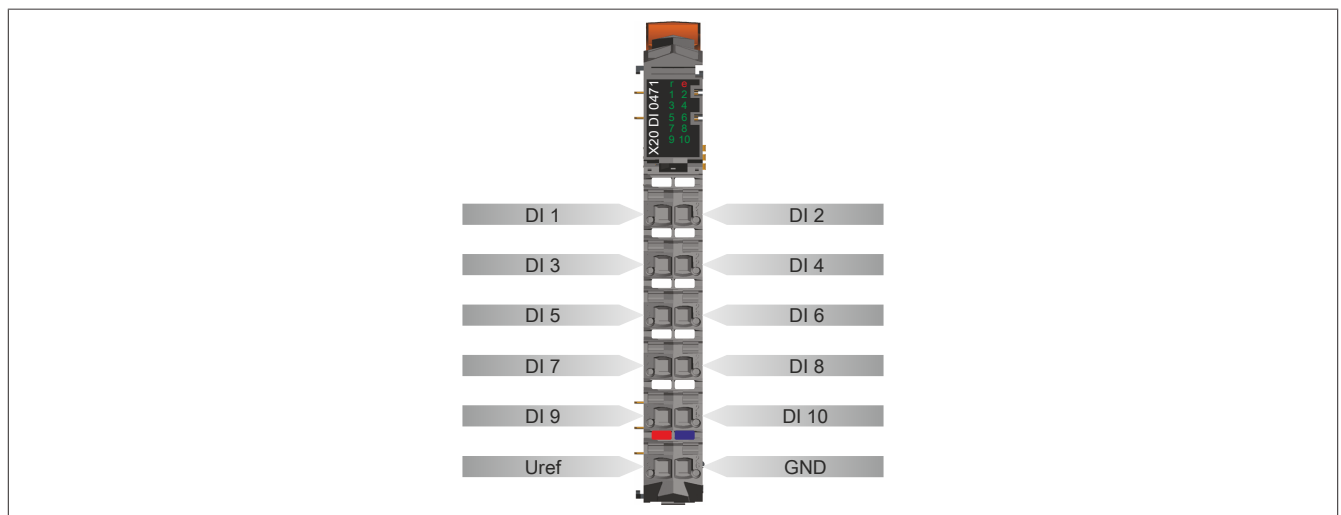 X20 DI 0471
r e
1 2
3 4
5 6
7 8
9 10
DI 1 DI 2
DI 3 DI 4
DI 5 DI 6
DI 7 DI 8
DI 9 DI 10
Uref GND